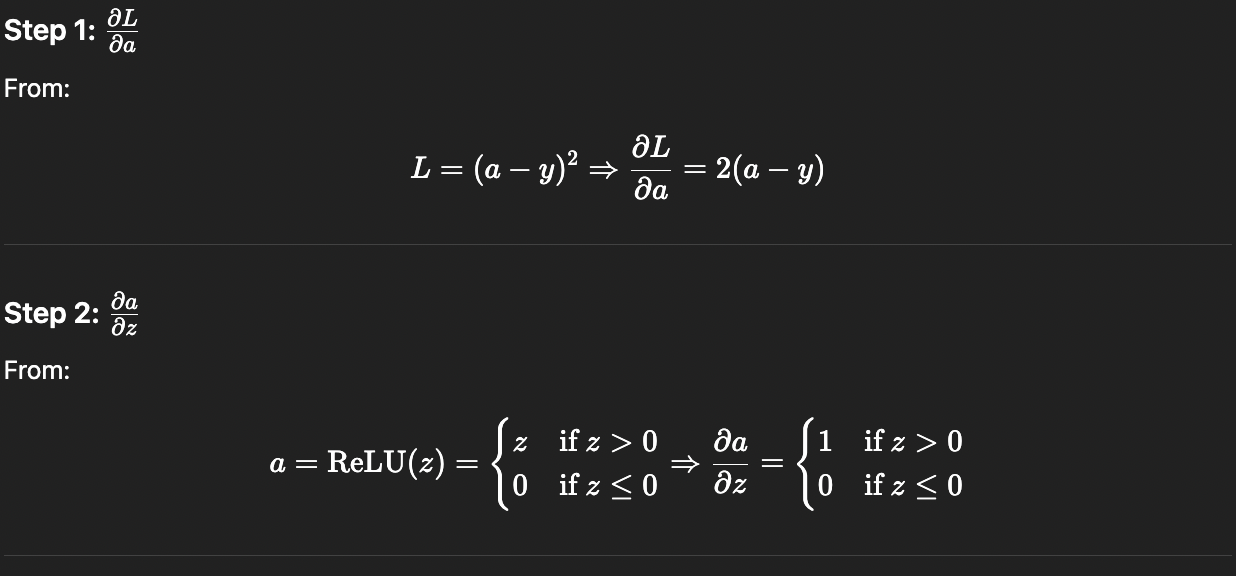 Step 1: ∂L/∂a
From:
L = (a − y)² ⇒ ∂L/∂a = 2(a − y)
Step 2: ∂a/∂z
From:
a = ReLU(z) = { z if z > 0; 0 if z ≤ 0 ⇒ ∂a/∂z = { 1 if z > 0; 0 if z ≤ 0